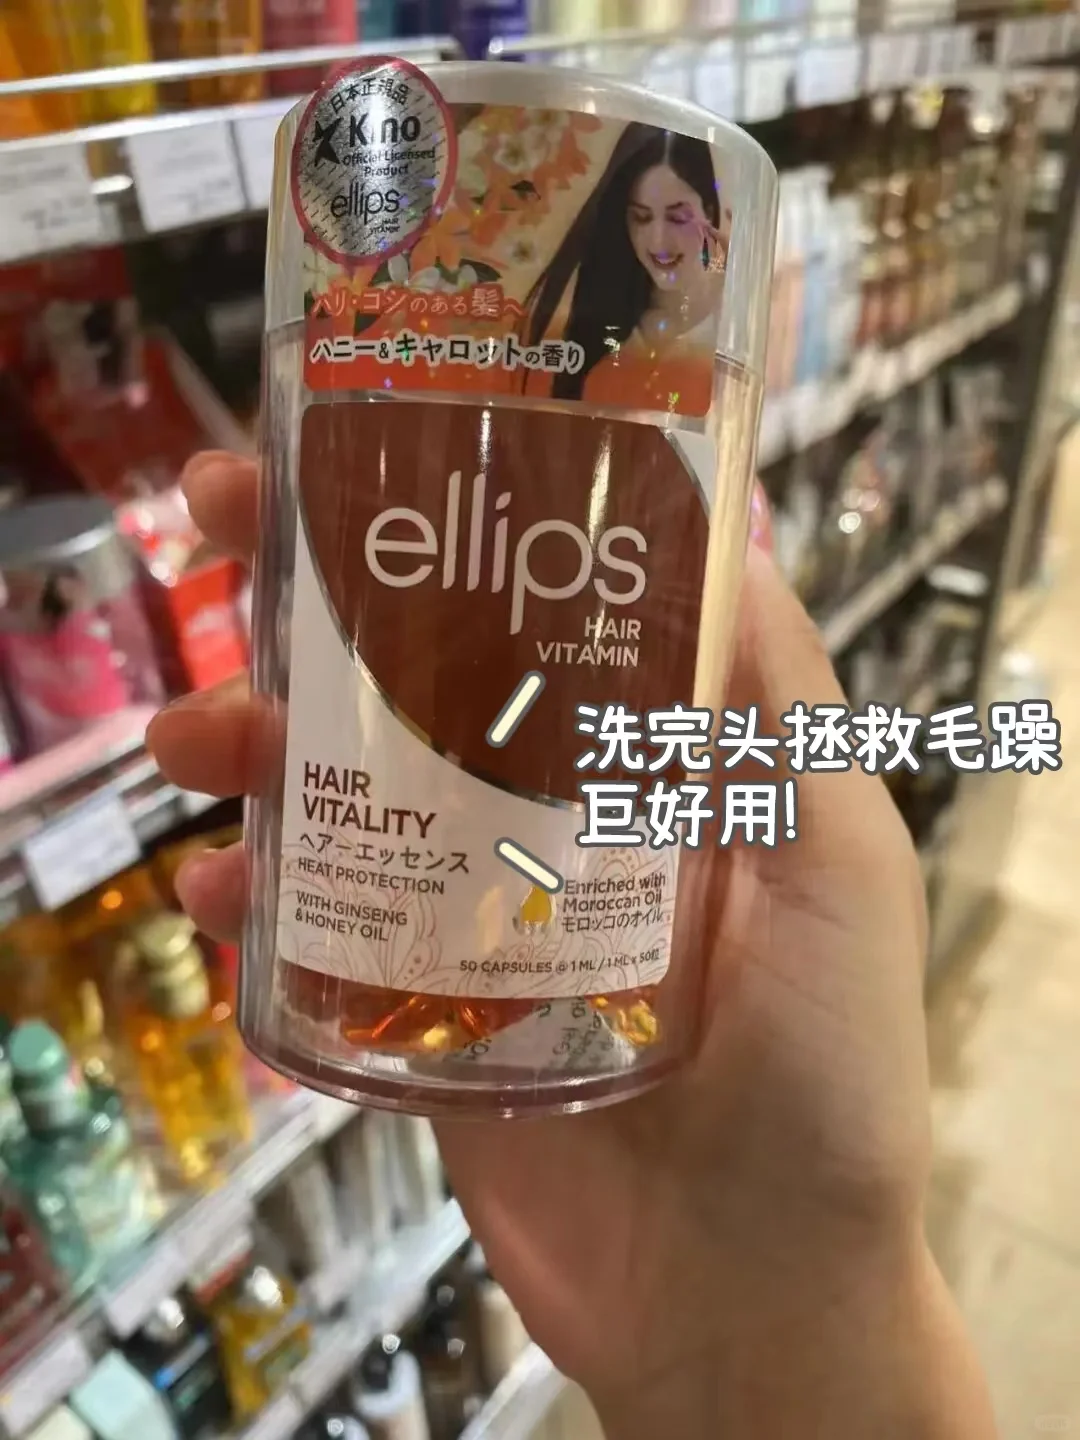 日本正規品
Kino
Official Licensed
Product
ellips
HAIR
VITAMIN
ハリ・コシのある髪へ
ハニー&キャロットの香り
ellips
HAIR
VITAMIN
洗完头拯救毛躁
巨好用!
HAIR
VITALITY
ヘアーエッセンス
HEAT PROTECTION
WITH GINSENG
& HONEY OIL
Enriched with
Moroccan Oil
モロッコのオイル
50 CAPSULES @ 1 ML / 1 ML x 50粒